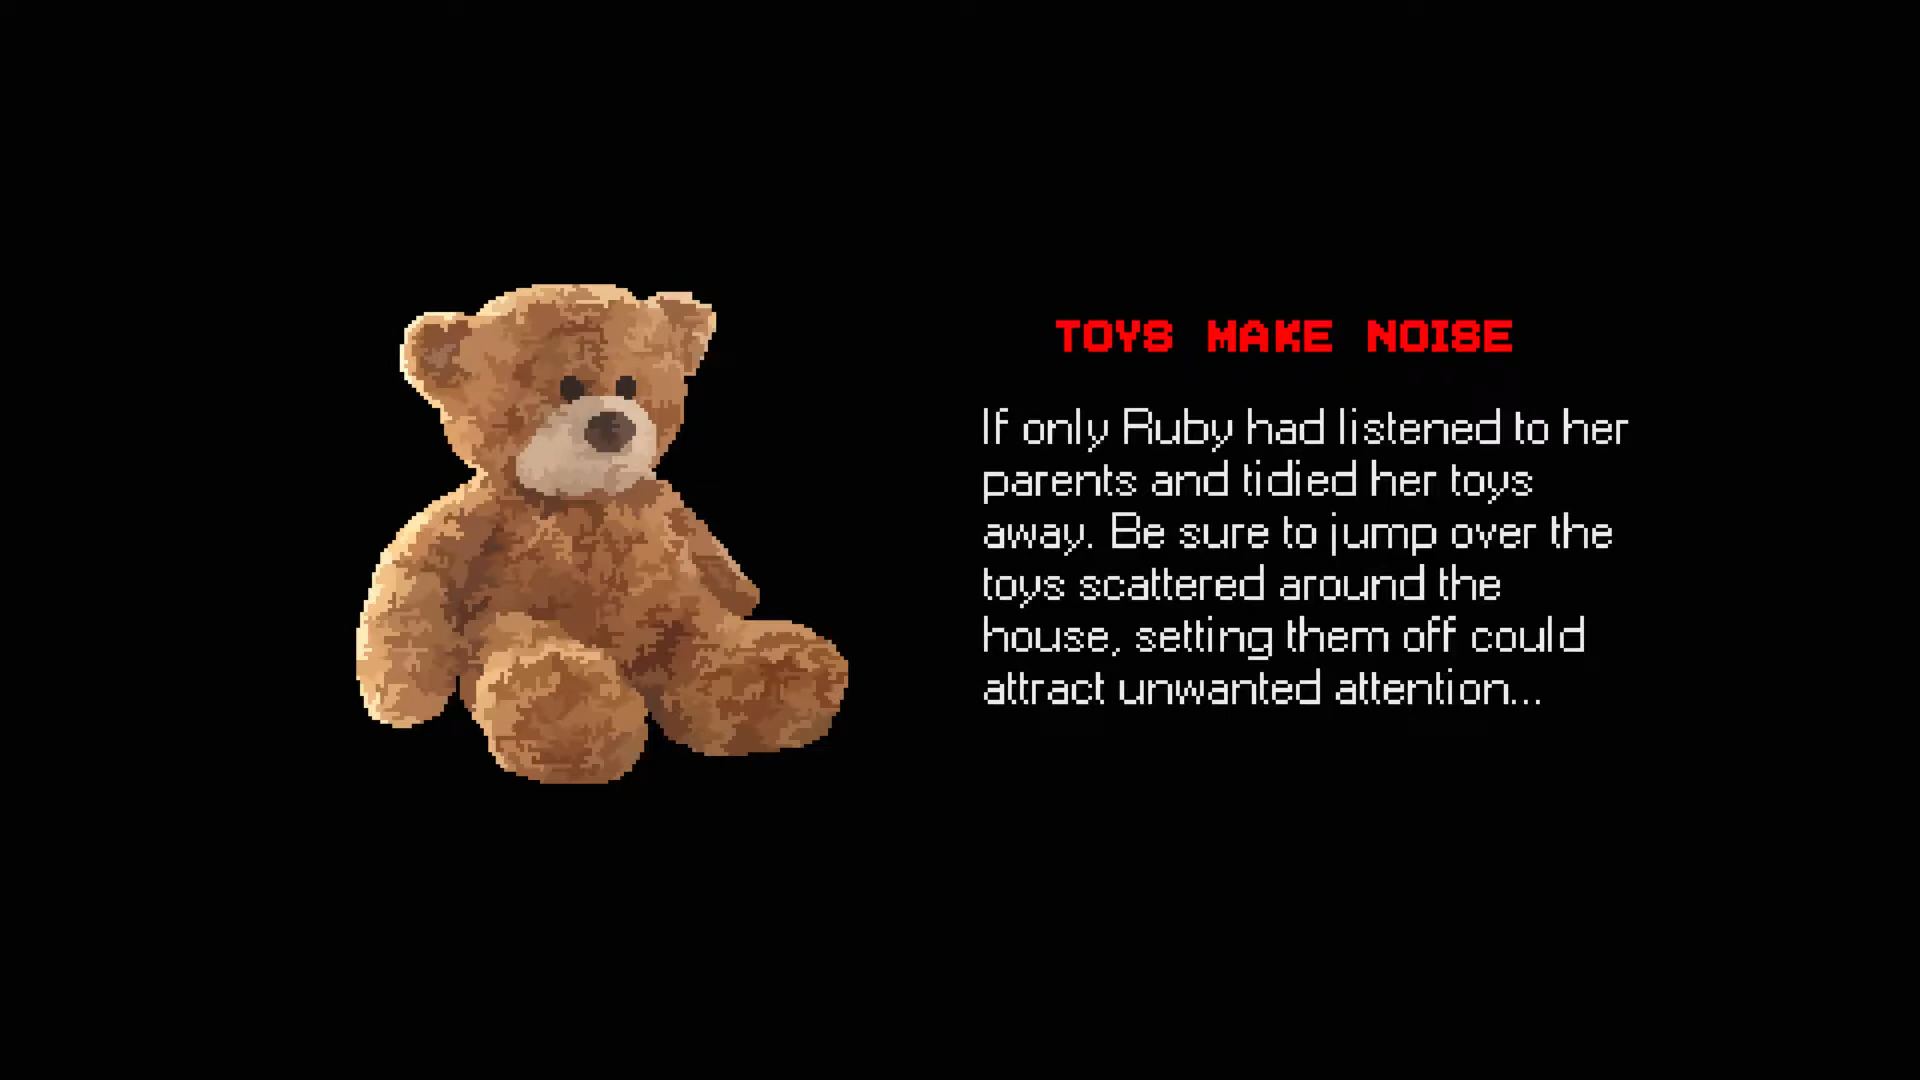 TOYS MAKE NOISE
If only Ruby had listened to her
parents and tidied her toys
away. Be sure to jump over the
toys scattered around the
house, setting them off could
attract unwanted attention...